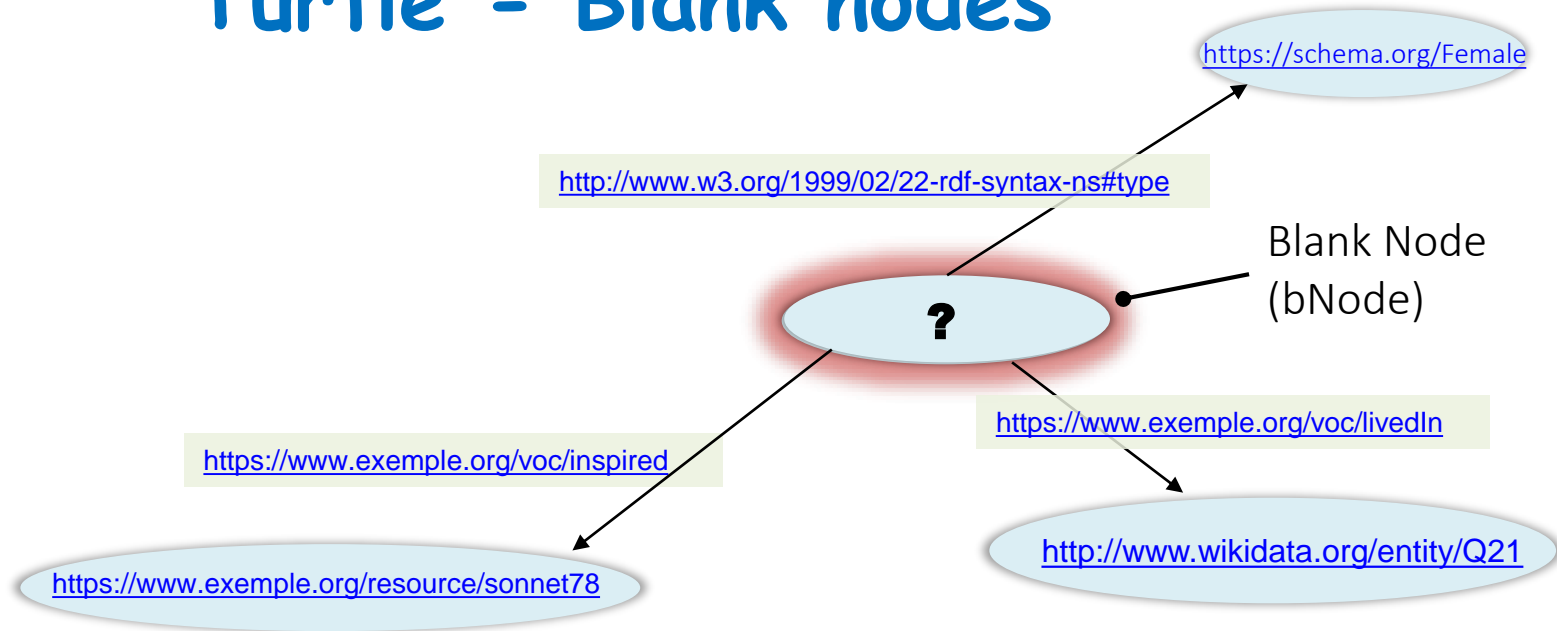 Turtle - Blank nodes
https://schema.org/Female
http://www.w3.org/1999/02/22-rdf-syntax-ns#type
Blank Node
(bNode)
?
https://www.exemple.org/voc/livedIn
https://www.exemple.org/voc/inspired
http://www.wikidata.org/entity/Q21
https://www.exemple.org/resource/sonnet78